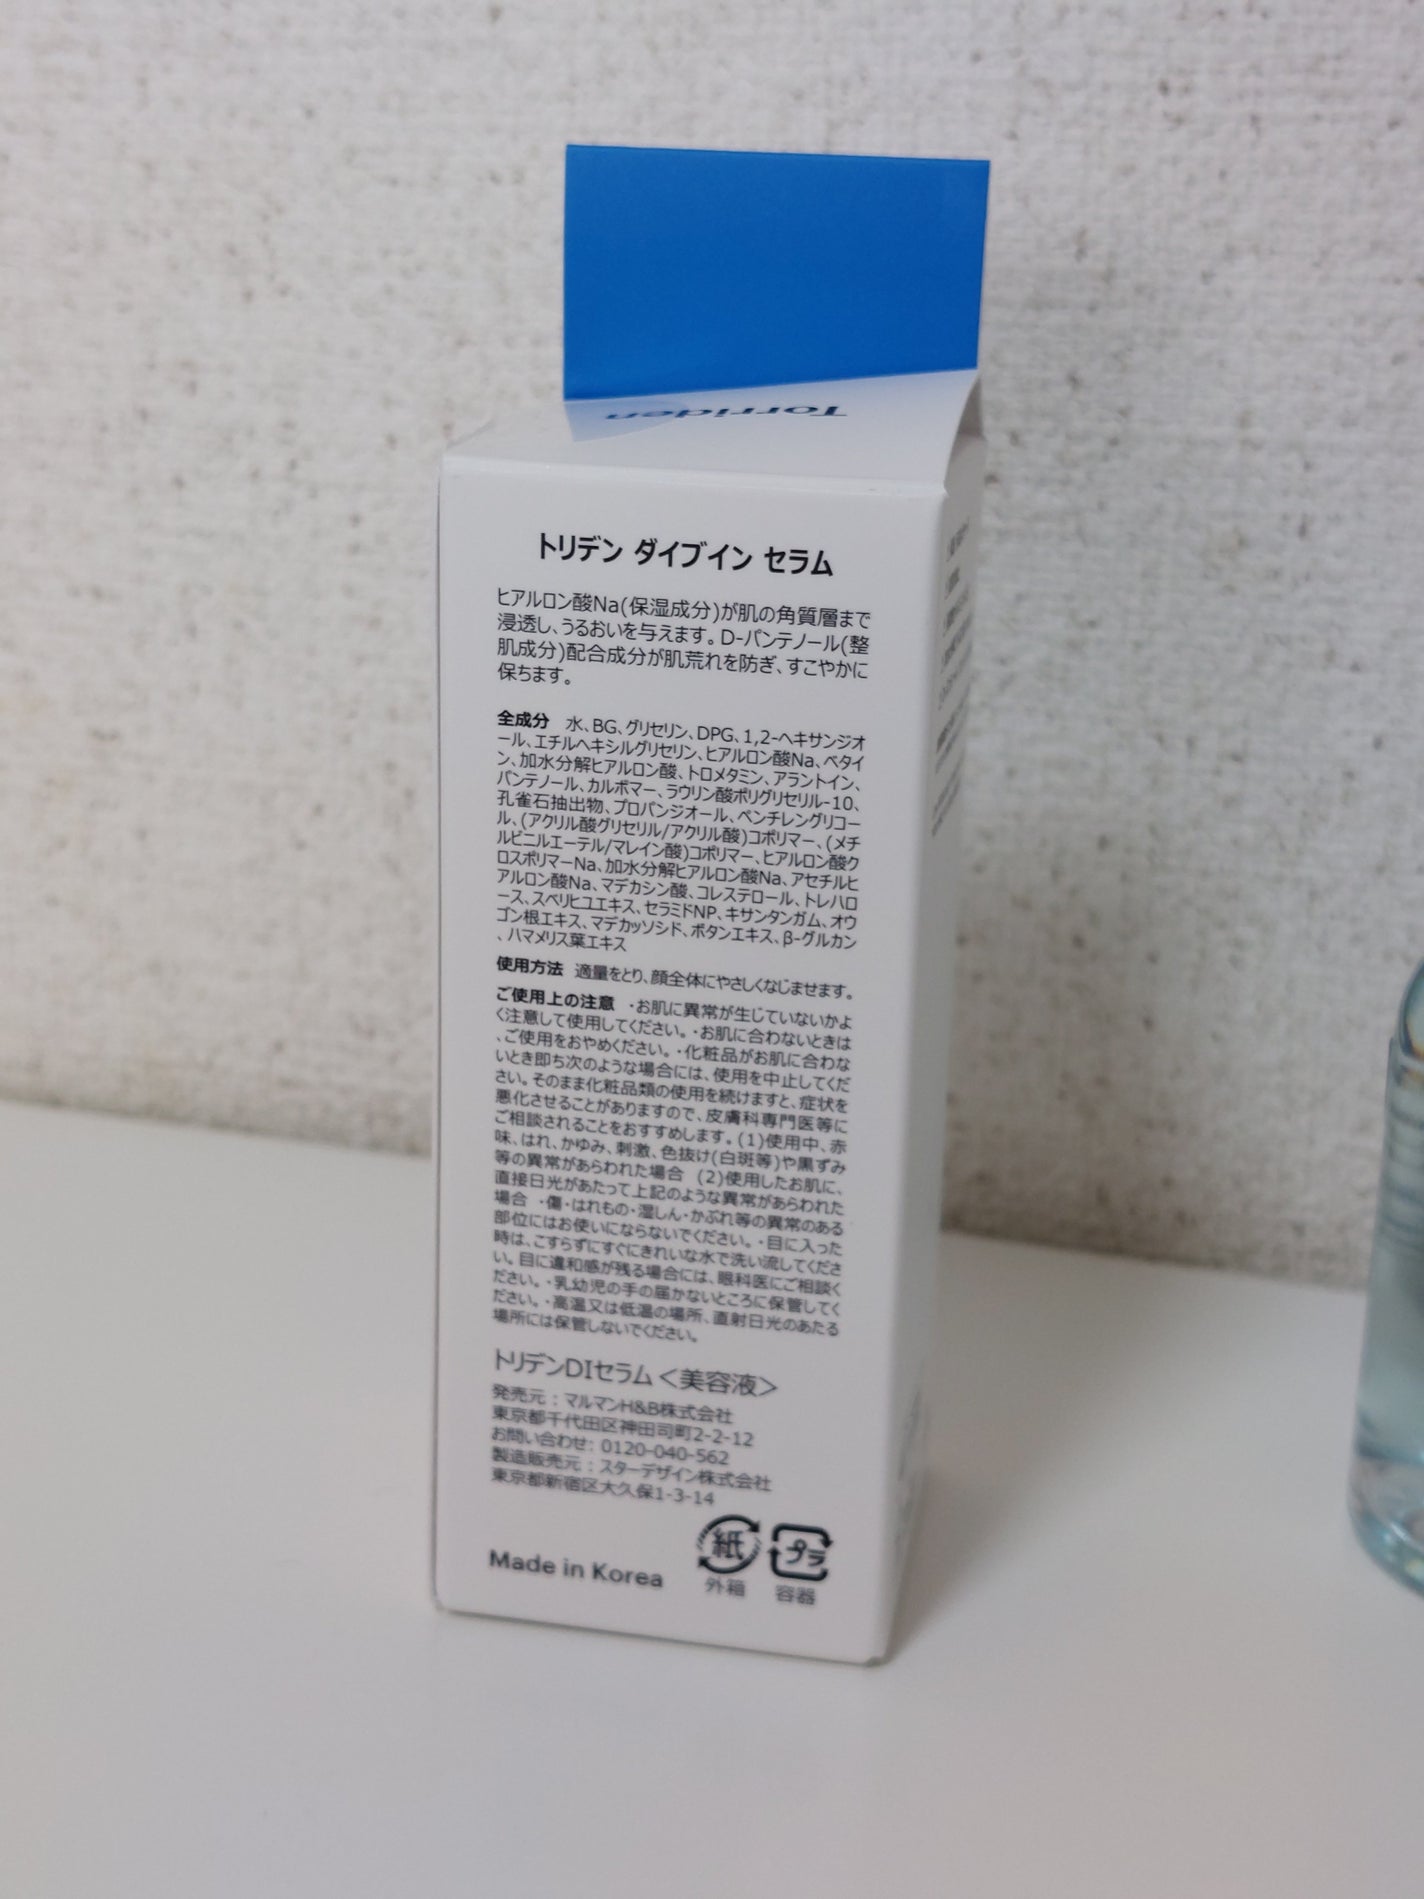 Torriden
トリデン ダイブイン セラム
ヒアルロン酸Na(保湿成分)が肌の角質層まで
浸透し、うるおいを与えます。D-パンテノール(整
肌成分)配合成分が肌荒れを防ぎ、すこやかに
保ちます。
全成分 水、BG、グリセリン、DPG、1,2-ヘキサンジオ
ール、エチルヘキシルグリセリン、ヒアルロン酸Na、ベタイ
ン、加水分解ヒアルロン酸、トロメタミン、アラントイン、
パンテノール、カルボマー、ラウリン酸ポリグリセリル-10、
孔雀石抽出物、プロパンジオール、ペンチレングリコー
ル、(アクリル酸グリセリル/アクリル酸)コポリマー、(メチ
ルビニルエーテル/マレイン酸)コポリマー、ヒアルロン酸ク
ロスポリマーNa、加水分解ヒアルロン酸Na、アセチルヒ
アルロン酸Na、マデカシン酸、コレステロール、トレハロ
ース、スベリヒユエキス、セラミドNP、キサンタンガム、オウ
ゴン根エキス、マデカッソシド、ボタンエキス、β-グルカン
、ハマメリス葉エキス
使用方法 適量をとり、顔全体にやさしくなじませます。
ご使用上の注意 ・お肌に異常が生じていないかよ
く注意して使用してください。・お肌に合わないときは
、ご使用をおやめください。・化粧品がお肌に合わな
いとき即ち次のような場合には、使用を中止してくだ
さい。そのまま化粧品類の使用を続けますと、症状を
悪化させることがありますので、皮膚科専門医等に
ご相談されることをおすすめします。(1)使用中、赤
味、はれ、かゆみ、刺激、色抜け(白斑等)や黒ずみ
等の異常があらわれた場合 (2)使用したお肌に、
直接日光があたって上記のような異常があらわれた
場合 ・傷・はれもの・湿しん・かぶれ等の異常のある
部位にはお使いにならないでください。・目に入った
時は、こすらずにすぐにきれいな水で洗い流してくださ
い。目に違和感が残る場合には、眼科医にご相談く
ださい。・乳幼児の手の届かないところに保管してく
ださい。・高温又は低温の場所、直射日光のあたる
場所には保管しないでください。
トリデンDIセラム＜美容液＞
発売元：マルマンH&B株式会社
東京都千代田区神田司町2-2-12
お問い合わせ: 0120-040-562
製造販売元：スターデザイン株式会社
東京都新宿区大久保1-3-14
Made in Korea
紙 プラ
外箱 容器